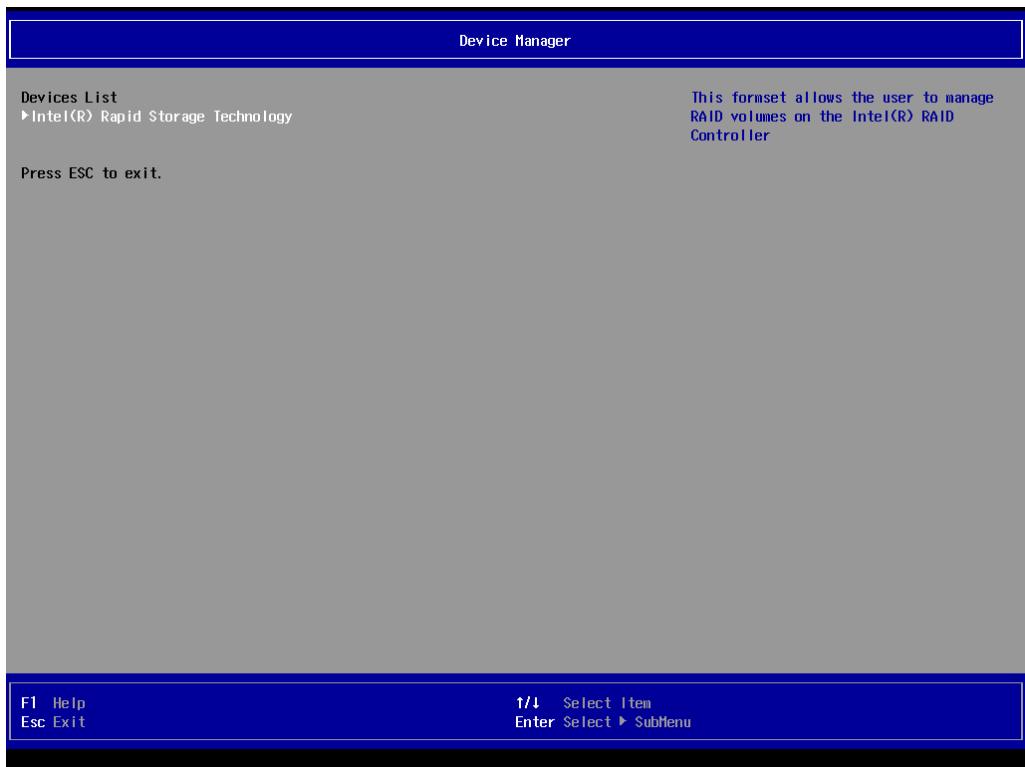 Device Manager
Devices List
▶Intel(R) Rapid Storage Technology
Press ESC to exit.
This formset allows the user to manage
RAID volumes on the Intel(R) RAID
Controller
F1 Help
↑/↓ Select Item
Esc Exit
Enter Select ▶ SubMenu